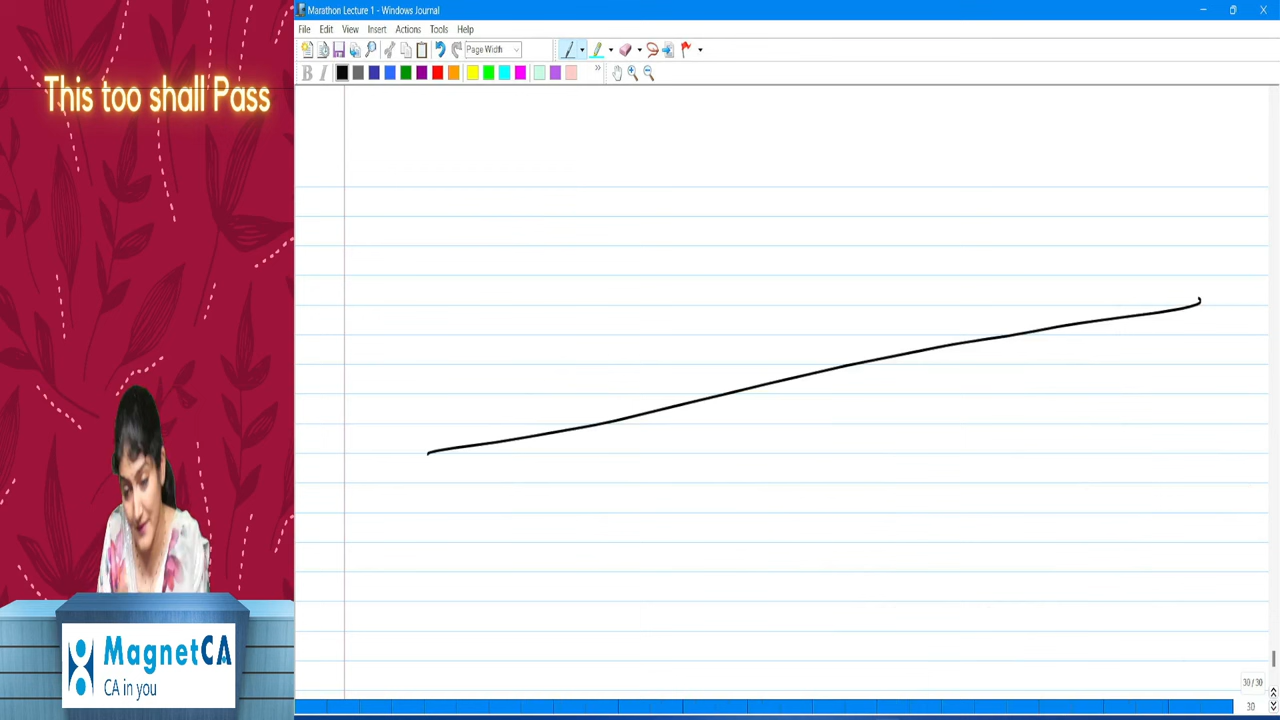 Marathon Lecture 1 - Windows Journal
File Edit View Insert Actions Tools Help
Page Width
B I
This too shall Pass
MagnetCA
CA in you
30/30
30